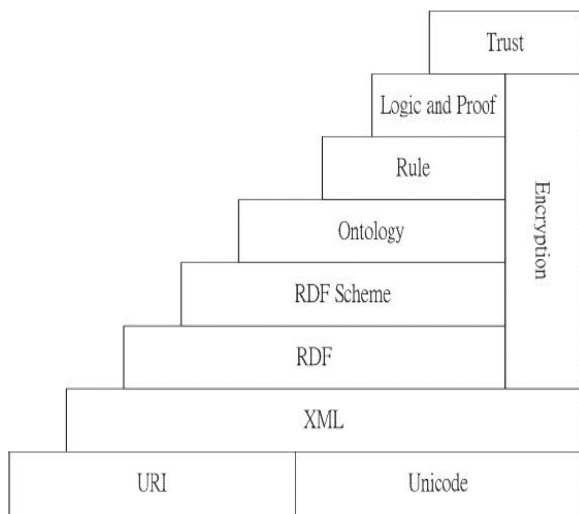 Trust
Logic and Proof
Rule
Encryption
Ontology
RDF Scheme
RDF
XML
URI
Unicode